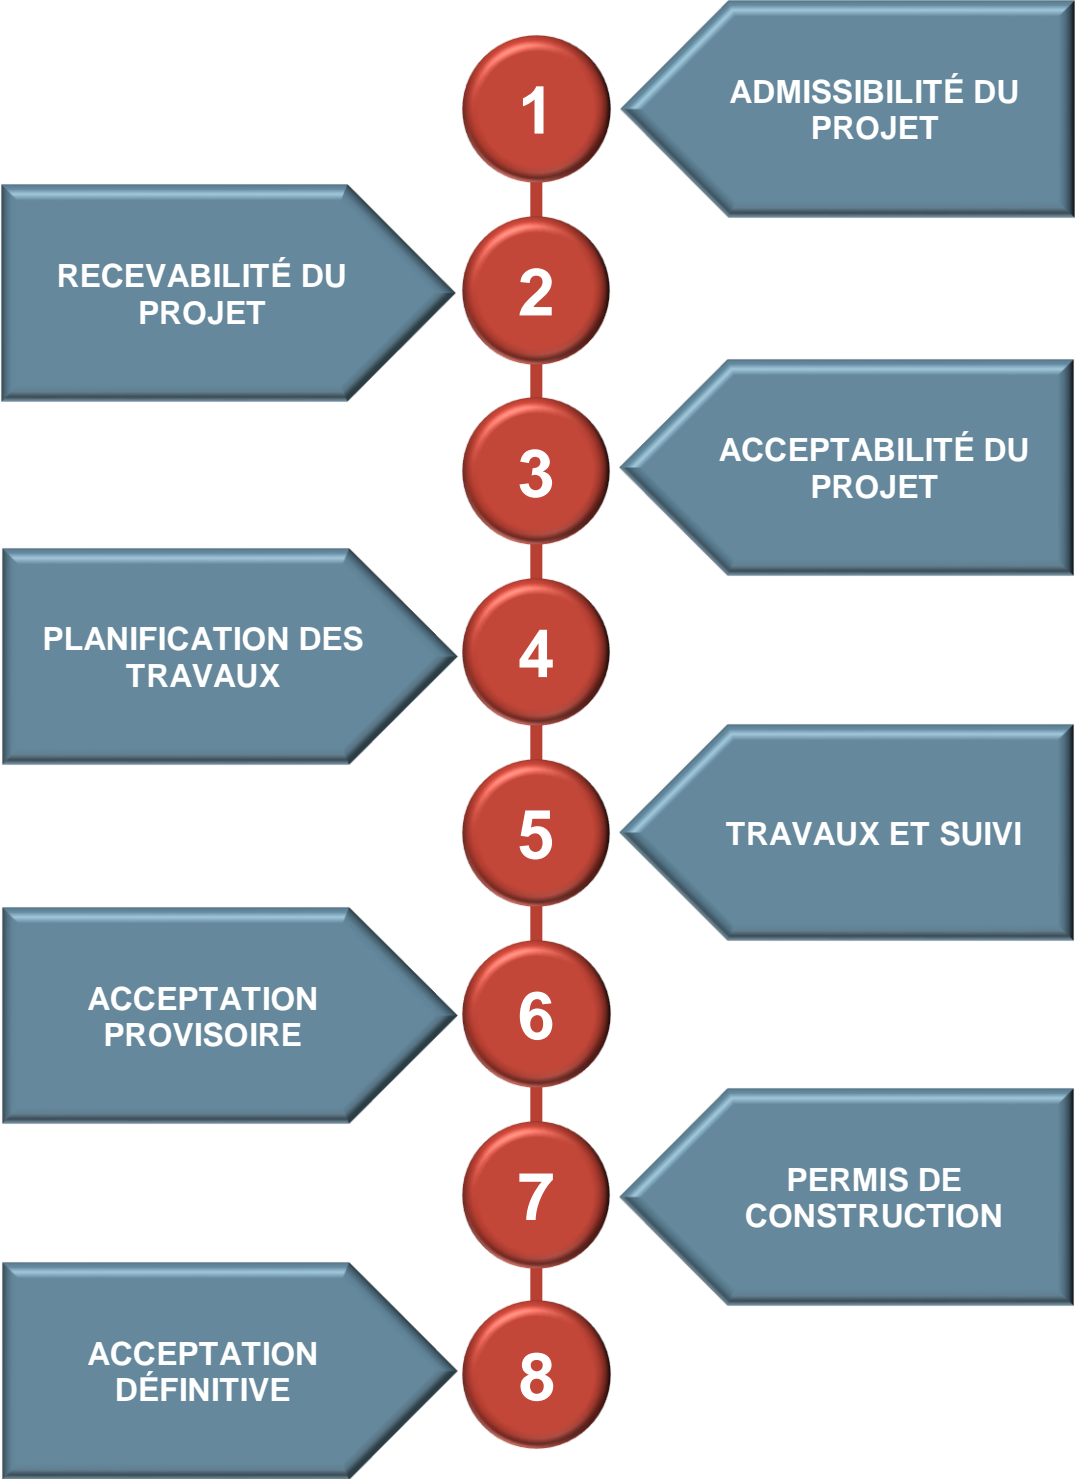 1
ADMISSIBILITÉ DU
PROJET
2
RECEVABILITÉ DU
PROJET
3
ACCEPTABILITÉ DU
PROJET
4
PLANIFICATION DES
TRAVAUX
5
TRAVAUX ET SUIVI
6
ACCEPTATION
PROVISOIRE
7
PERMIS DE
CONSTRUCTION
8
ACCEPTATION
DÉFINITIVE